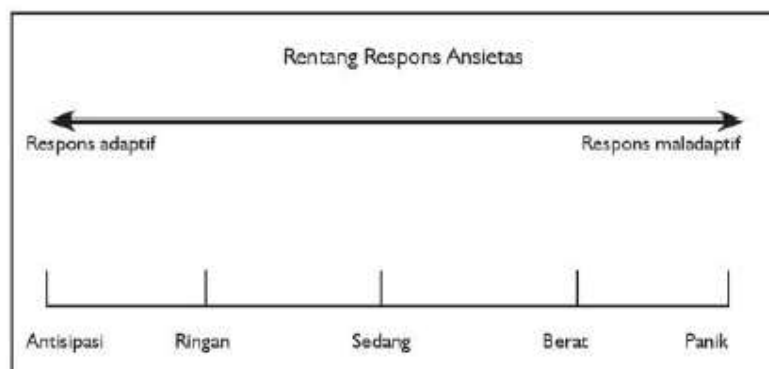 Rentang Respons Ansietas
Respons adaptif Respons maladaptif
Antisipasi Ringan Sedang Berat Panik